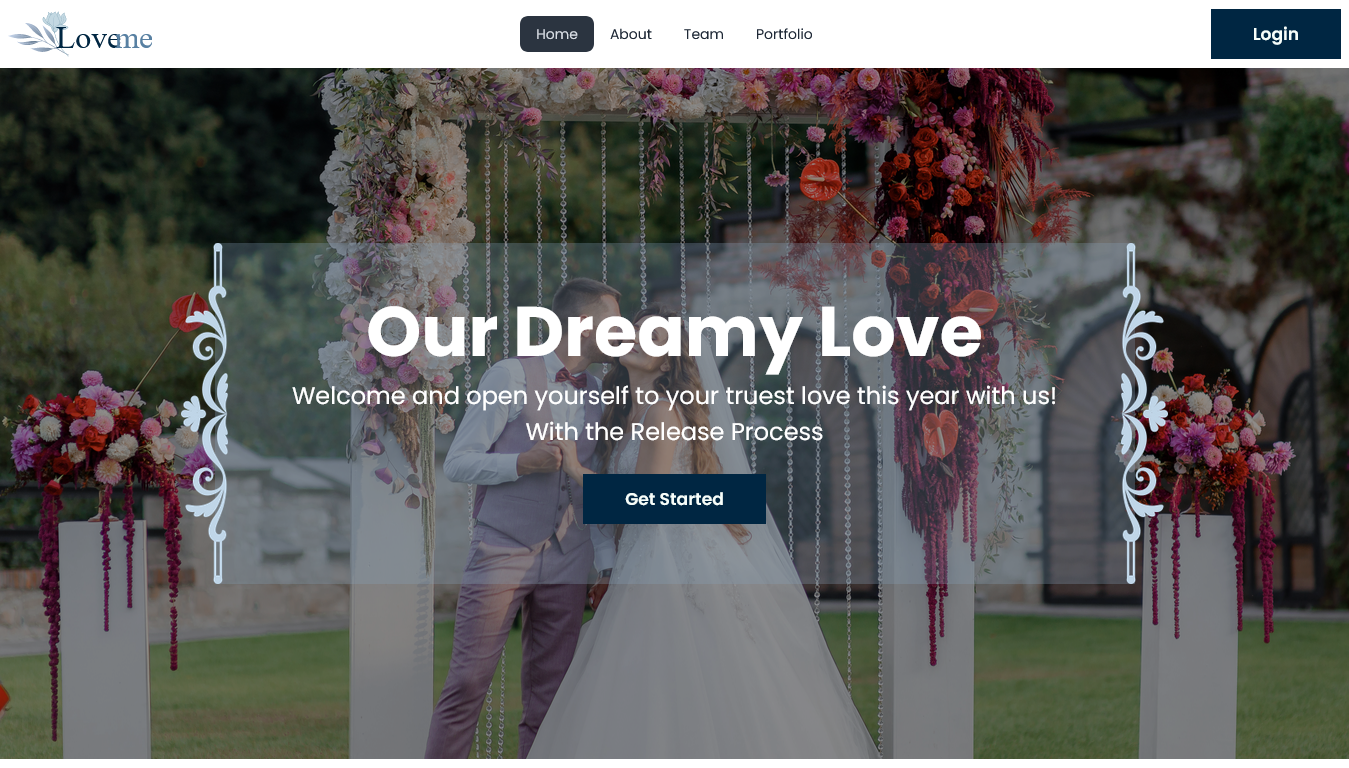 Loveme
Home
About
Team
Portfolio
Login
Our Dreamy Love
Welcome and open yourself to your truest love this year with us!
With the Release Process
Get Started